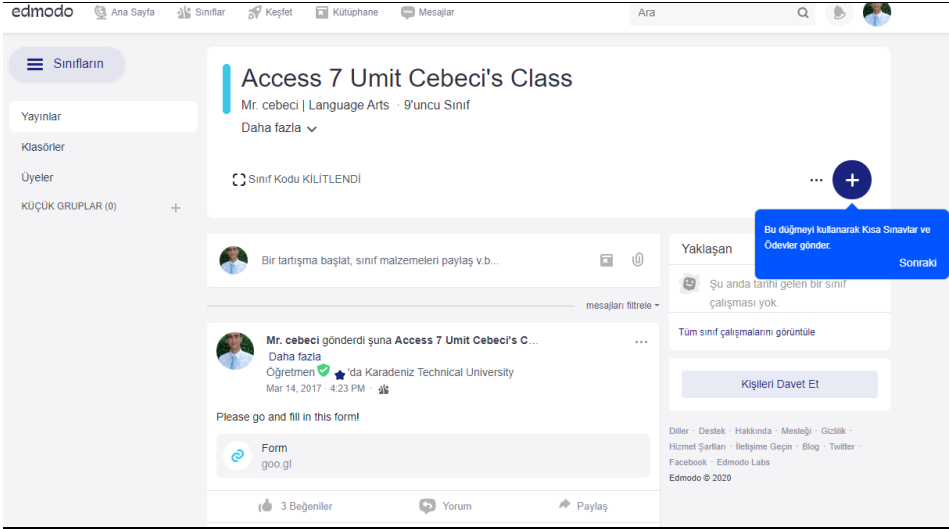 edmodo Ana Sayfa Sınıflar Keşfet Kütüphane Mesajlar Ara
Sınıfların
Yayınlar
Klasörler
Üyeler
KÜÇÜK GRUPLAR (0)
Access 7 Umit Cebeci's Class
Mr. cebeci | Language Arts · 9'uncu Sınıf
Daha fazla
Sınıf Kodu KİLİTLENDİ
Bu düğmeyi kullanarak Kısa Sınavlar ve
Ödevler gönder.
Sonraki
Bir tartışma başlat, sınıf malzemeleri paylaş v.b...
mesajları filtrele
Mr. cebeci gönderdi şuna Access 7 Umit Cebeci's C...
Daha fazla
Öğretmen 'da Karadeniz Technical University
Mar 14, 2017 · 4:23 PM ·
Please go and fill in this form!
Form
goo.gl
3 Beğeniler Yorum Paylaş
Yaklaşan
Şu anda tarihi gelen bir sınıf
çalışması yok.
Tüm sınıf çalışmalarını görüntüle
Kişileri Davet Et
Diller · Destek · Hakkında · Mesleği · Gizlilik ·
Hizmet Şartları · İletişime Geçin · Blog · Twitter ·
Facebook · Edmodo Labs
Edmodo © 2020